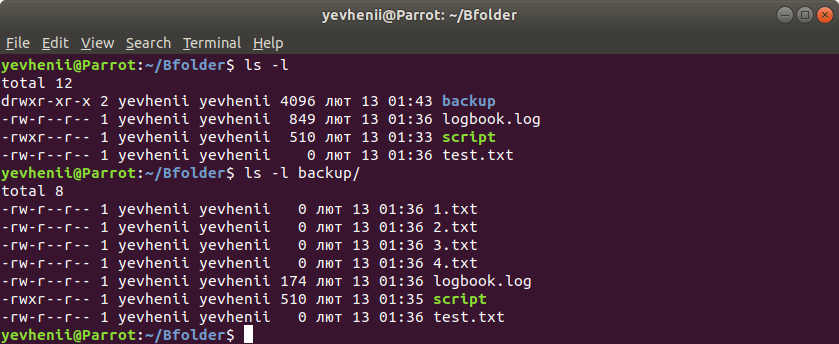 yevhenii@Parrot: ~/Bfolder
File Edit View Search Terminal Help
yevhenii@Parrot:~/Bfolder$ ls -l
total 12
drwxr-xr-x 2 yevhenii yevhenii 4096 лют 13 01:43 backup
-rw-r--r-- 1 yevhenii yevhenii  849 лют 13 01:36 logbook.log
-rwxr--r-- 1 yevhenii yevhenii  510 лют 13 01:33 script
-rw-r--r-- 1 yevhenii yevhenii    0 лют 13 01:36 test.txt
yevhenii@Parrot:~/Bfolder$ ls -l backup/
total 8
-rw-r--r-- 1 yevhenii yevhenii   0 лют 13 01:36 1.txt
-rw-r--r-- 1 yevhenii yevhenii   0 лют 13 01:36 2.txt
-rw-r--r-- 1 yevhenii yevhenii   0 лют 13 01:36 3.txt
-rw-r--r-- 1 yevhenii yevhenii   0 лют 13 01:36 4.txt
-rw-r--r-- 1 yevhenii yevhenii 174 лют 13 01:36 logbook.log
-rwxr--r-- 1 yevhenii yevhenii 510 лют 13 01:35 script
-rw-r--r-- 1 yevhenii yevhenii   0 лют 13 01:36 test.txt
yevhenii@Parrot:~/Bfolder$